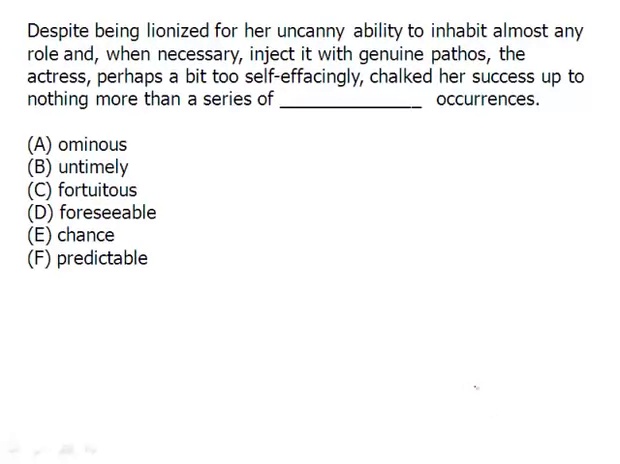 Despite being lionized for her uncanny ability to inhabit almost any
role and, when necessary, inject it with genuine pathos, the
actress, perhaps a bit too self-effacingly, chalked her success up to
nothing more than a series of ________________ occurrences.
(A) ominous
(B) untimely
(C) fortuitous
(D) foreseeable
(E) chance
(F) predictable